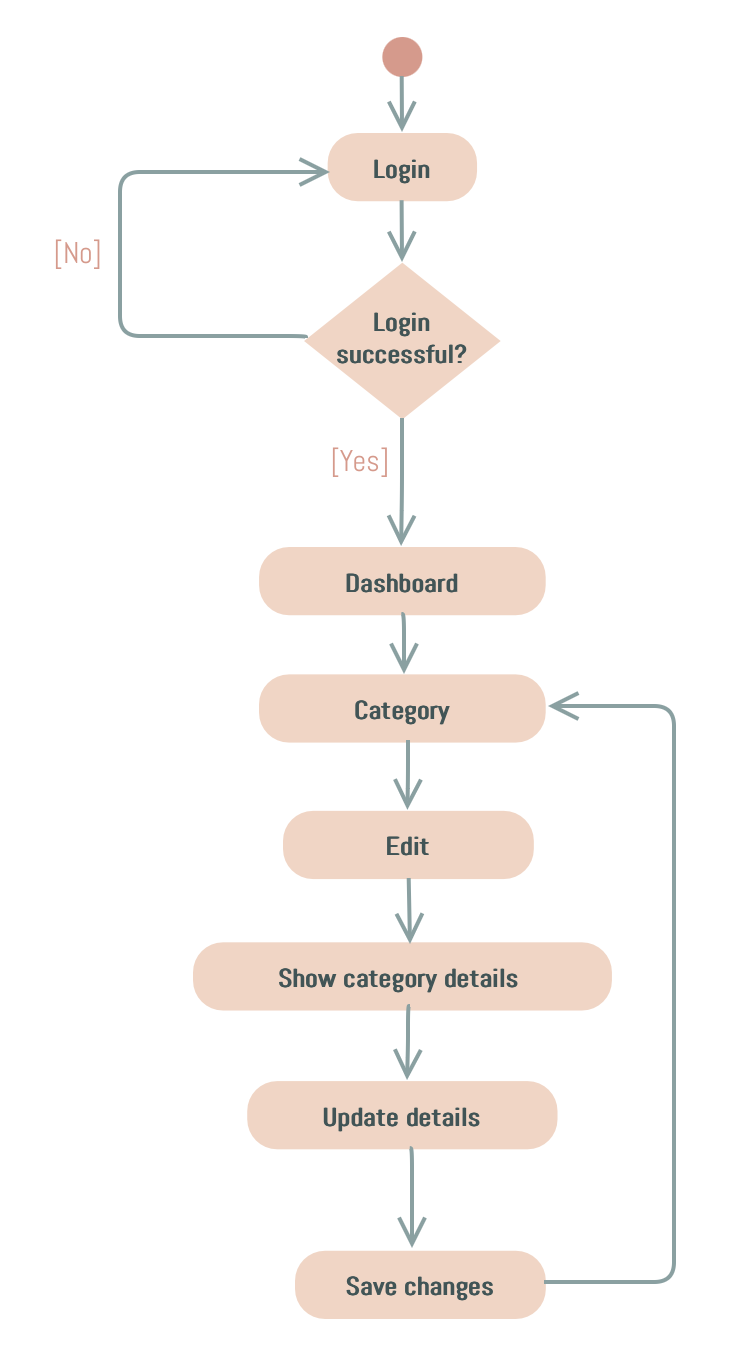 Login
[No]
Login
successful?
[Yes]
Dashboard
Category
Edit
Show category details
Update details
Save changes